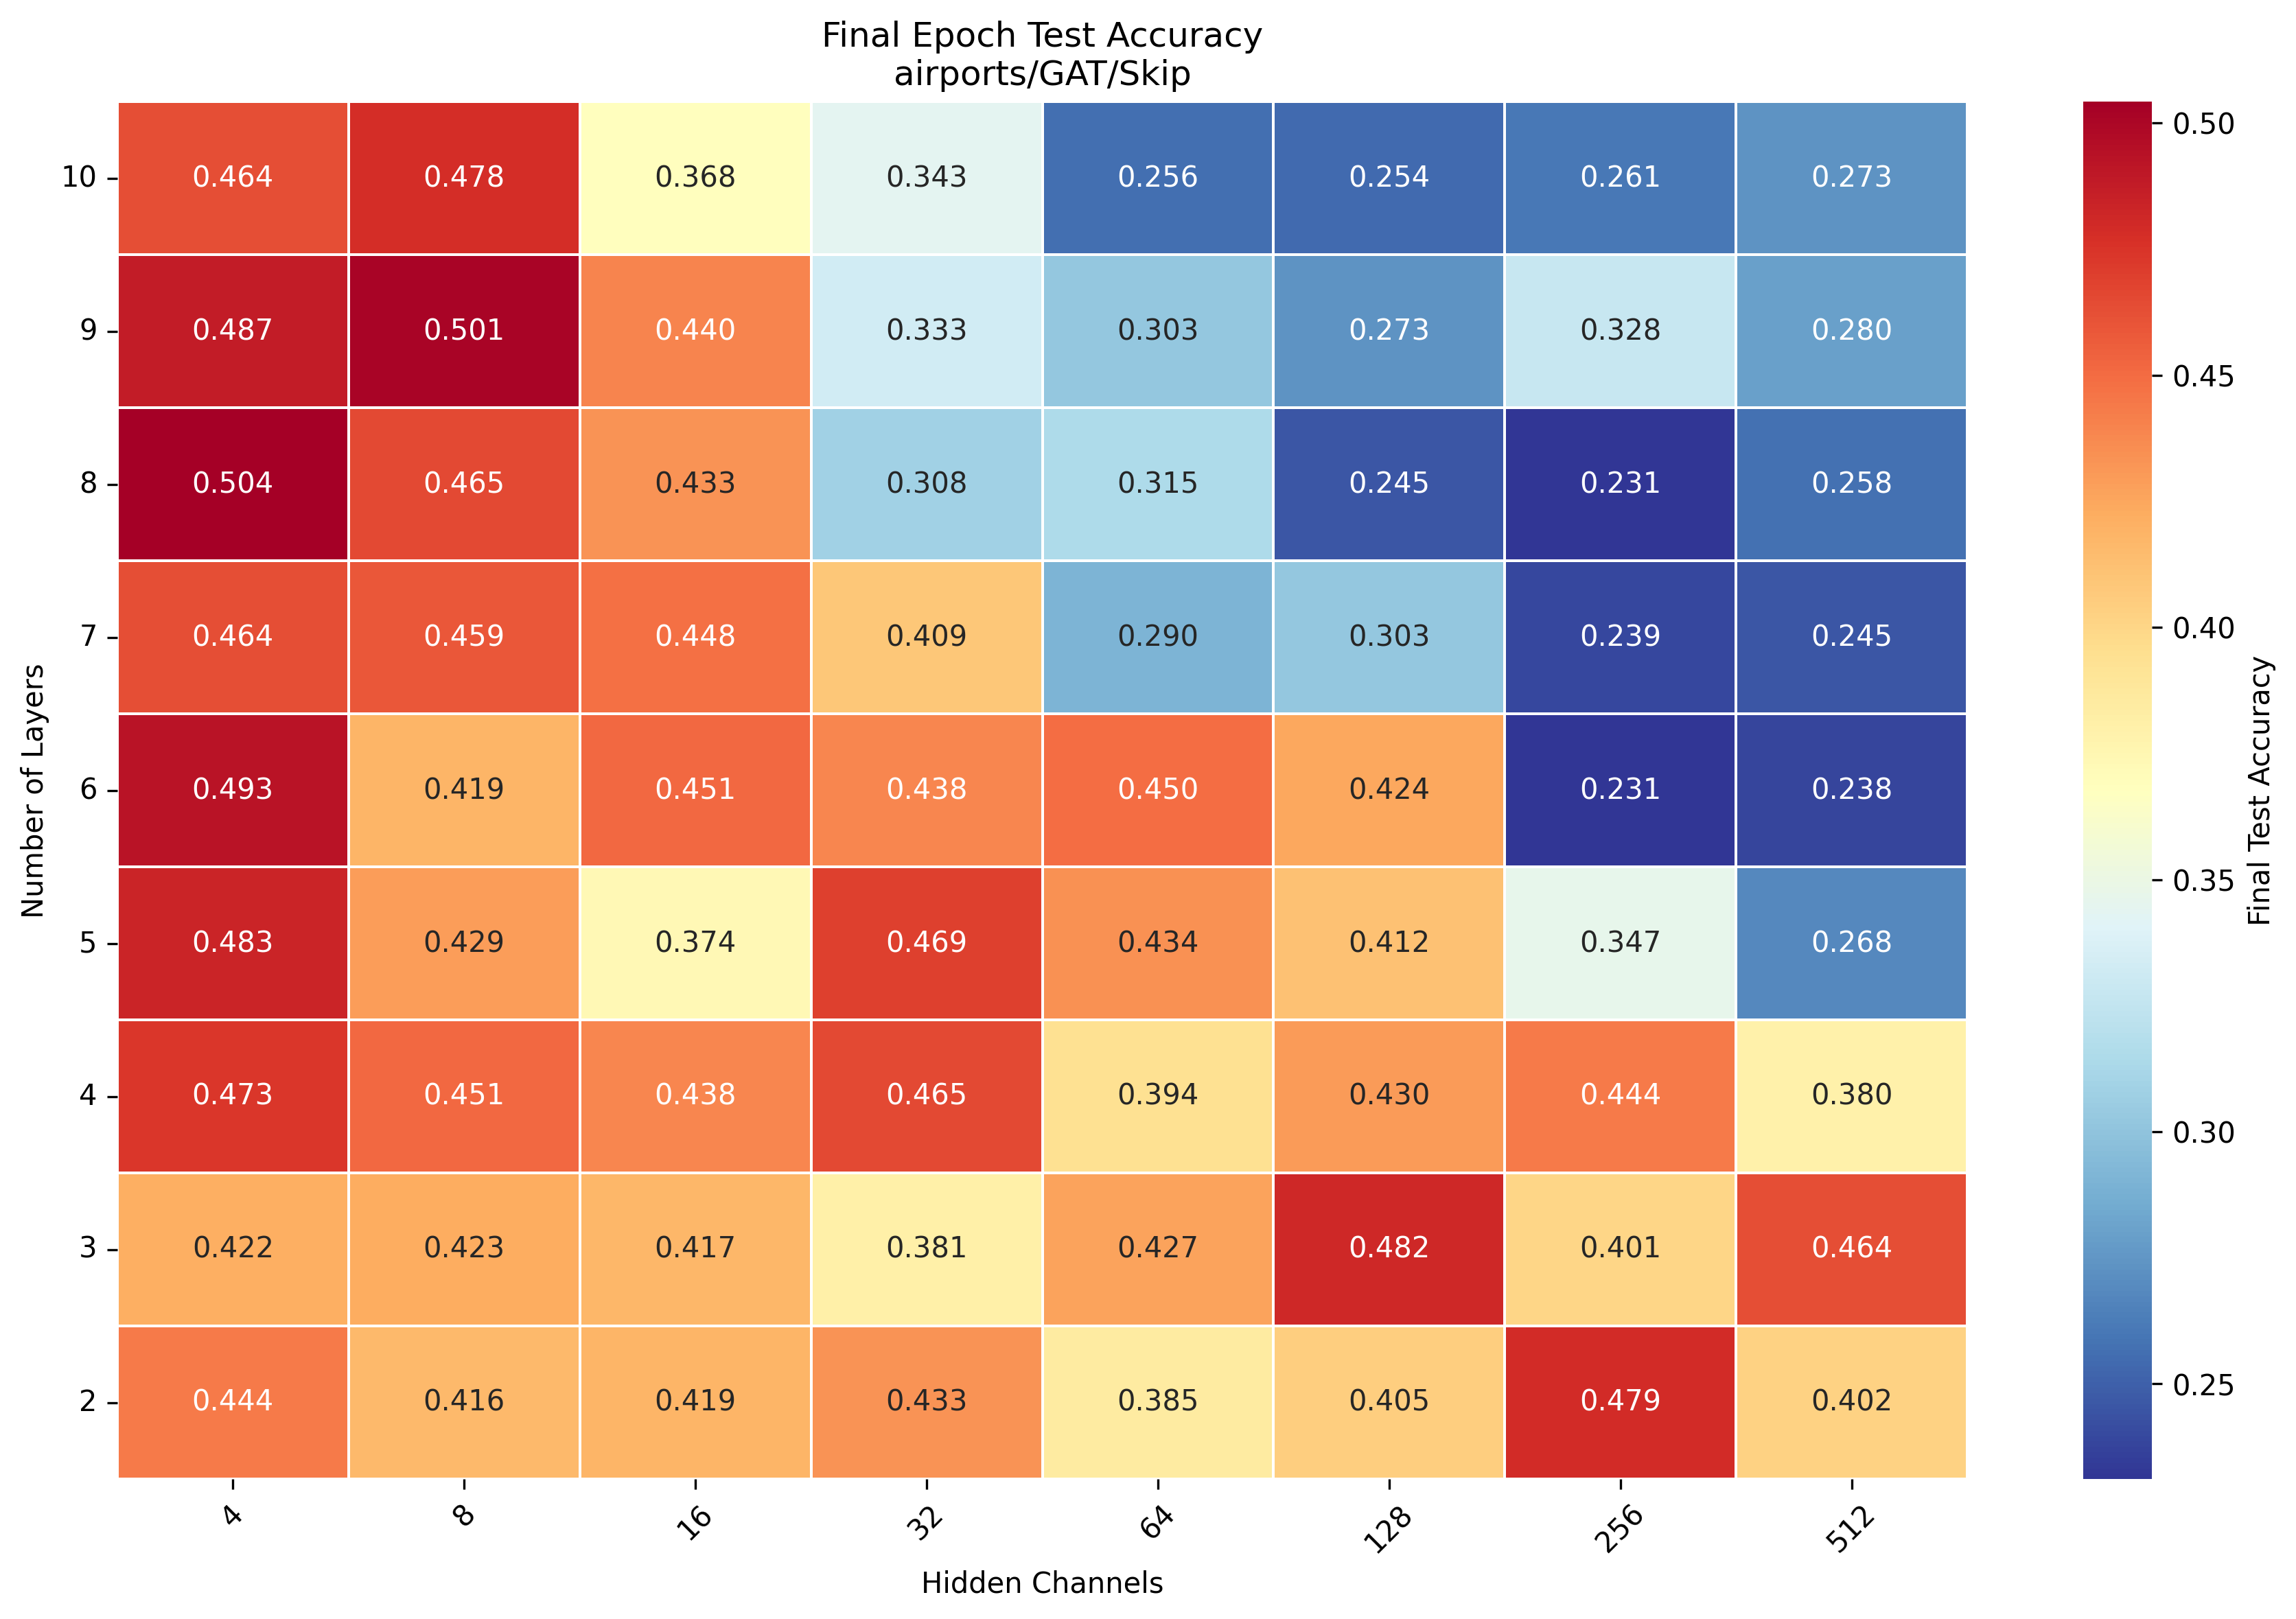 Final Epoch Test Accuracy
airports/GAT/Skip
10 0.464 0.478 0.368 0.343 0.256 0.254 0.261 0.273
9 0.487 0.501 0.440 0.333 0.303 0.273 0.328 0.280
8 0.504 0.465 0.433 0.308 0.315 0.245 0.231 0.258
7 0.464 0.459 0.448 0.409 0.290 0.303 0.239 0.245
6 0.493 0.419 0.451 0.438 0.450 0.424 0.231 0.238
5 0.483 0.429 0.374 0.469 0.434 0.412 0.347 0.268
4 0.473 0.451 0.438 0.465 0.394 0.430 0.444 0.380
3 0.422 0.423 0.417 0.381 0.427 0.482 0.401 0.464
2 0.444 0.416 0.419 0.433 0.385 0.405 0.479 0.402
4 8 16 32 64 128 256 512
Hidden Channels
Number of Layers
0.50
0.45
0.40
0.35
0.30
0.25
Final Test Accuracy